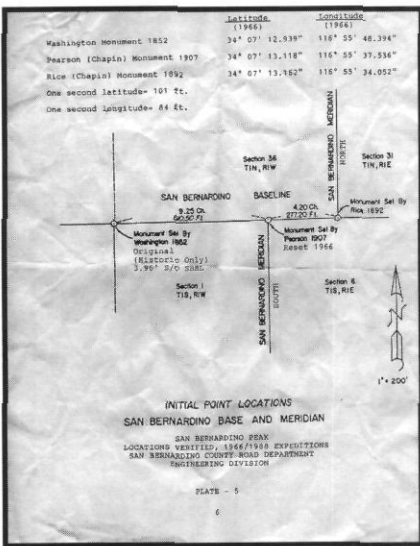 Latitude Longitude
(1966) (1966)
Washington Monument 1852 34° 07' 12.939" 116° 55' 48.394"
Pearson (Chapin) Monument 1907 34° 07' 13.118" 116° 55' 37.536"
Rice (Chapin) Monument 1892 34° 07' 13.162" 116° 55' 34.052"
One second latitude= 101 ft.
One second longitude= 84 ft.
SAN BERNARDINO MERIDIAN
NORTH
Section 36
T1N, R1W
Section 31
T1N, R1E
SAN BERNARDINO BASELINE
9.25 Ch.
610.50 Ft.
4.20 Ch.
277.20 Ft.
Monument Set By
Rice, 1892
Monument Set By
Washington 1852
Original
(Historic Only)
3.96' S/O SBBL
Monument Set By
Pearson 1907
Reset 1966
Section 1
T1S, R1W
SAN BERNARDINO MERIDIAN
SOUTH
Section 6
T1S, R1E
1" = 200'
INITIAL POINT LOCATIONS
SAN BERNARDINO BASE AND MERIDIAN
SAN BERNARDINO PEAK
LOCATIONS VERIFIED, 1966/1988 EXPEDITIONS
SAN BERNARDINO COUNTY ROAD DEPARTMENT
ENGINEERING DIVISION
PLATE - 5
6